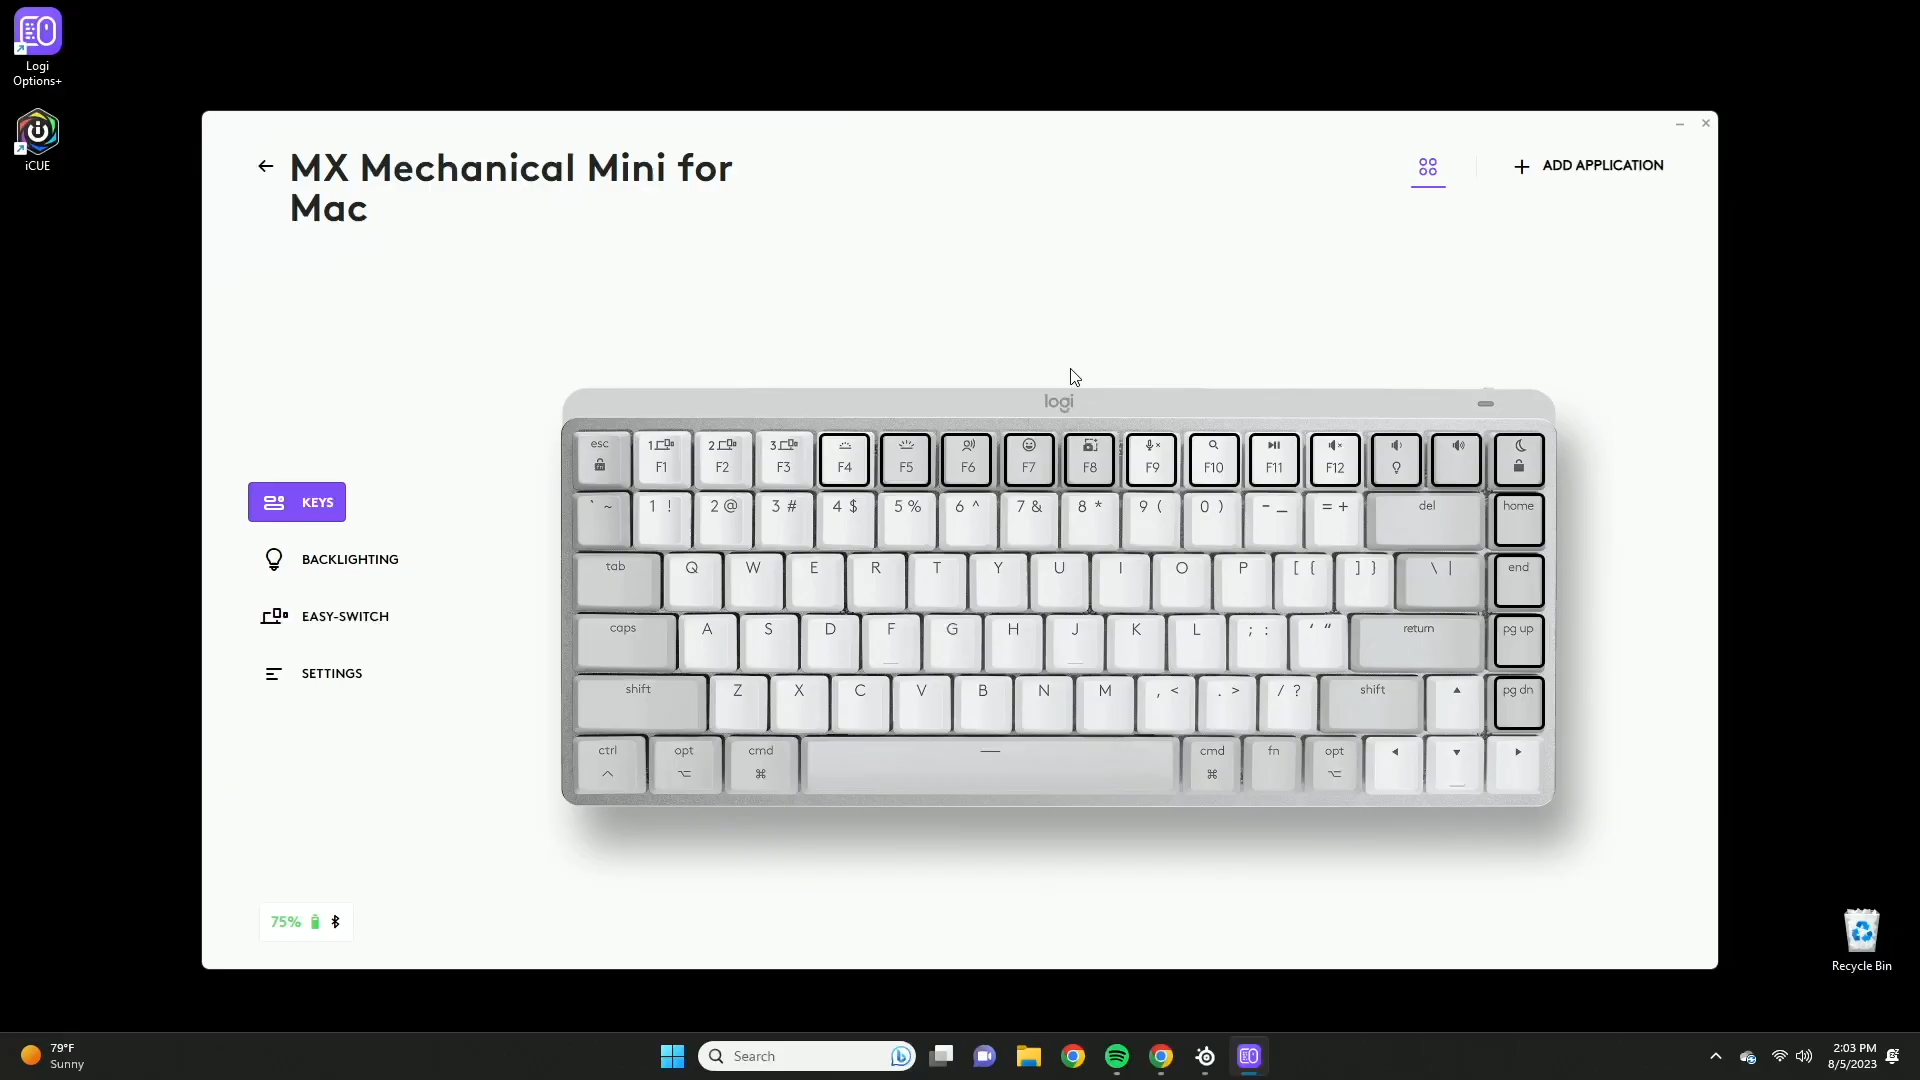 Logi
Options+
iCUE
MX Mechanical Mini for
Mac
ADD APPLICATION
KEYS
BACKLIGHTING
EASY-SWITCH
SETTINGS
75%
logi
esc 1 2 3
F1 F2 F3 F4 F5 F6 F7 F8 F9 F10 F11 F12
` ~ 1 ! 2 @ 3 # 4 $ 5 % 6 ^ 7 & 8 * 9 ( 0 ) - _ = + del home
tab Q W E R T Y U I O P [ { ] } \ | end
caps A S D F G H J K L ; : ' " return pg up
shift Z X C V B N M , < . > / ? shift pg dn
ctrl opt cmd cmd fn opt
^ ⌥ ⌘ ⌘ ⌥
Recycle Bin
79°F
Sunny
Search
2:03 PM
8/5/2023